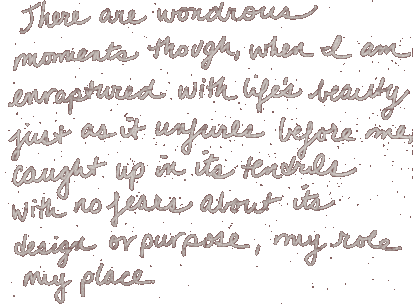 There are wondrous
moments though, when I am
enraptured with life's beauty
just as it unfurls before me,
caught up in its tendrils
with no fears about its
design or purpose, my role
my place